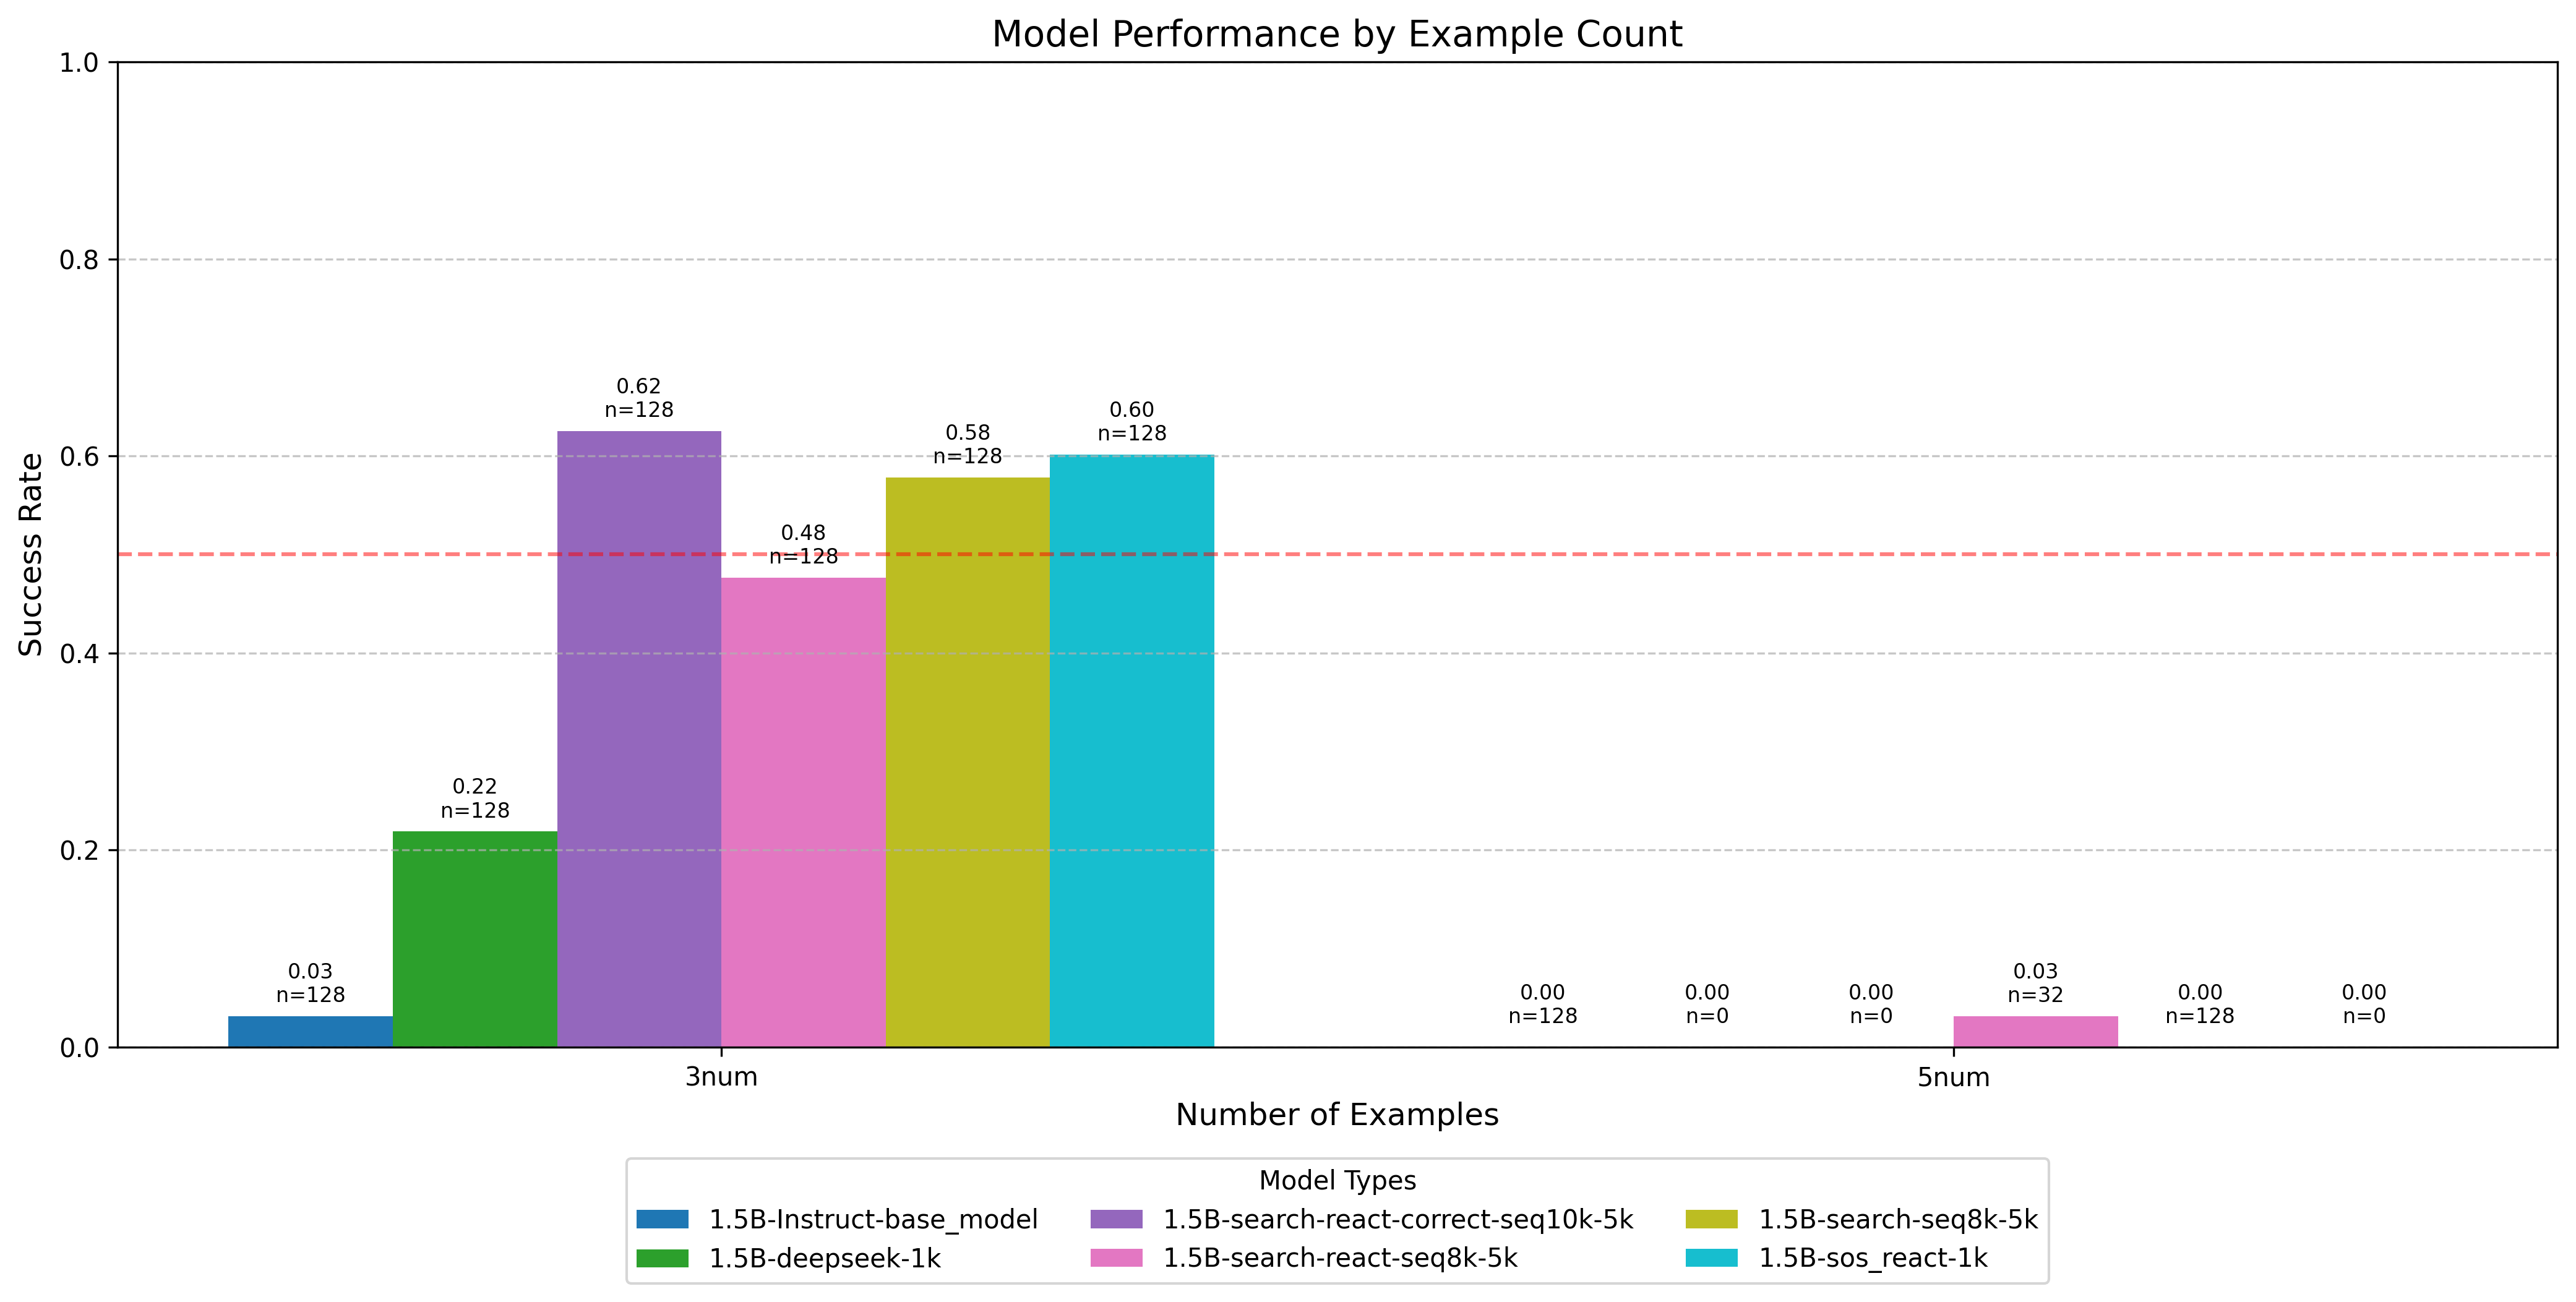 Model Performance by Example Count
1.0
0.8
0.6
0.4
0.2
0.0
Success Rate
0.03
n=128
0.22
n=128
0.62
n=128
0.48
n=128
0.58
n=128
0.60
n=128
0.00
n=128
0.00
n=0
0.00
n=0
0.03
n=32
0.00
n=128
0.00
n=0
3num
5num
Number of Examples
Model Types
1.5B-Instruct-base_model
1.5B-deepseek-1k
1.5B-search-react-correct-seq10k-5k
1.5B-search-react-seq8k-5k
1.5B-search-seq8k-5k
1.5B-sos_react-1k